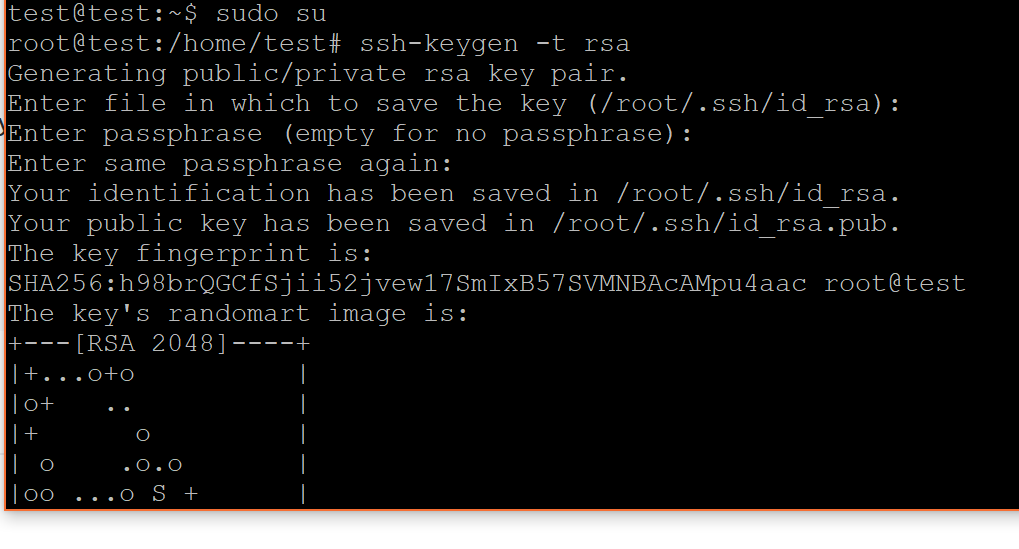 test@test:~$ sudo su
root@test:/home/test# ssh-keygen -t rsa
Generating public/private rsa key pair.
Enter file in which to save the key (/root/.ssh/id_rsa):
Enter passphrase (empty for no passphrase):
Enter same passphrase again:
Your identification has been saved in /root/.ssh/id_rsa.
Your public key has been saved in /root/.ssh/id_rsa.pub.
The key fingerprint is:
SHA256:h98brQGCfSjii52jvew17SmIxB57SVMNBAcAMpu4aac root@test
The key's randomart image is:
+---[RSA 2048]----+
|+...o+o          |
|o+   ..          |
|+      o         |
| o    .o.o       |
|oo ...o S +      |